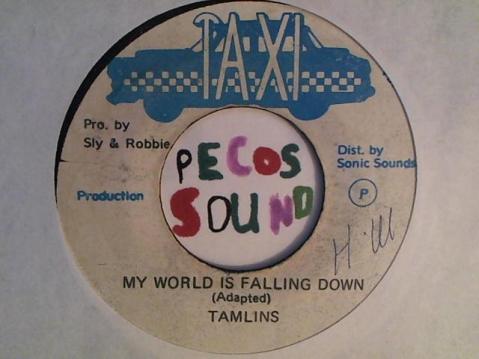 TAXI
Pro. by
Sly & Robbie
Dist. by
Sonic Sounds
PECOS
SOUND
Production
P
MY WORLD IS FALLING DOWN
(Adapted)
TAMLINS